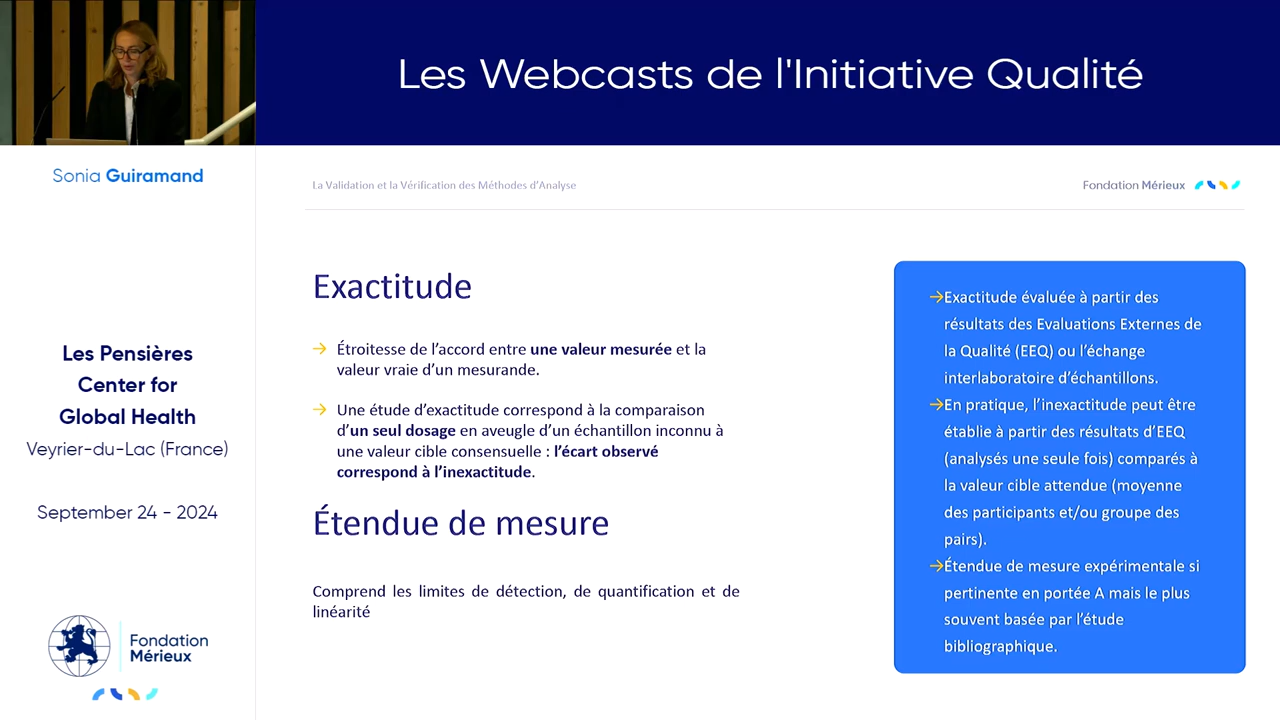 Les Webcasts de l'Initiative Qualité
Sonia Guiramand
Les Pensières
Center for
Global Health
Veyrier-du-Lac (France)
September 24 - 2024
Fondation
Mérieux
La Validation et la Vérification des Méthodes d’Analyse
Fondation Mérieux
Exactitude
→ Étroitesse de l’accord entre une valeur mesurée et la
valeur vraie d’un mesurande.
→ Une étude d’exactitude correspond à la comparaison
d’un seul dosage en aveugle d’un échantillon inconnu à
une valeur cible consensuelle : l’écart observé
correspond à l’inexactitude.
Étendue de mesure
Comprend les limites de détection, de quantification et de
linéarité
→Exactitude évaluée à partir des
résultats des Evaluations Externes de
la Qualité (EEQ) ou l’échange
interlaboratoire d’échantillons.
→En pratique, l’inexactitude peut être
établie à partir des résultats d’EEQ
(analysés une seule fois) comparés à
la valeur cible attendue (moyenne
des participants et/ou groupe des
pairs).
→Étendue de mesure expérimentale si
pertinente en portée A mais le plus
souvent basée par l’étude
bibliographique.